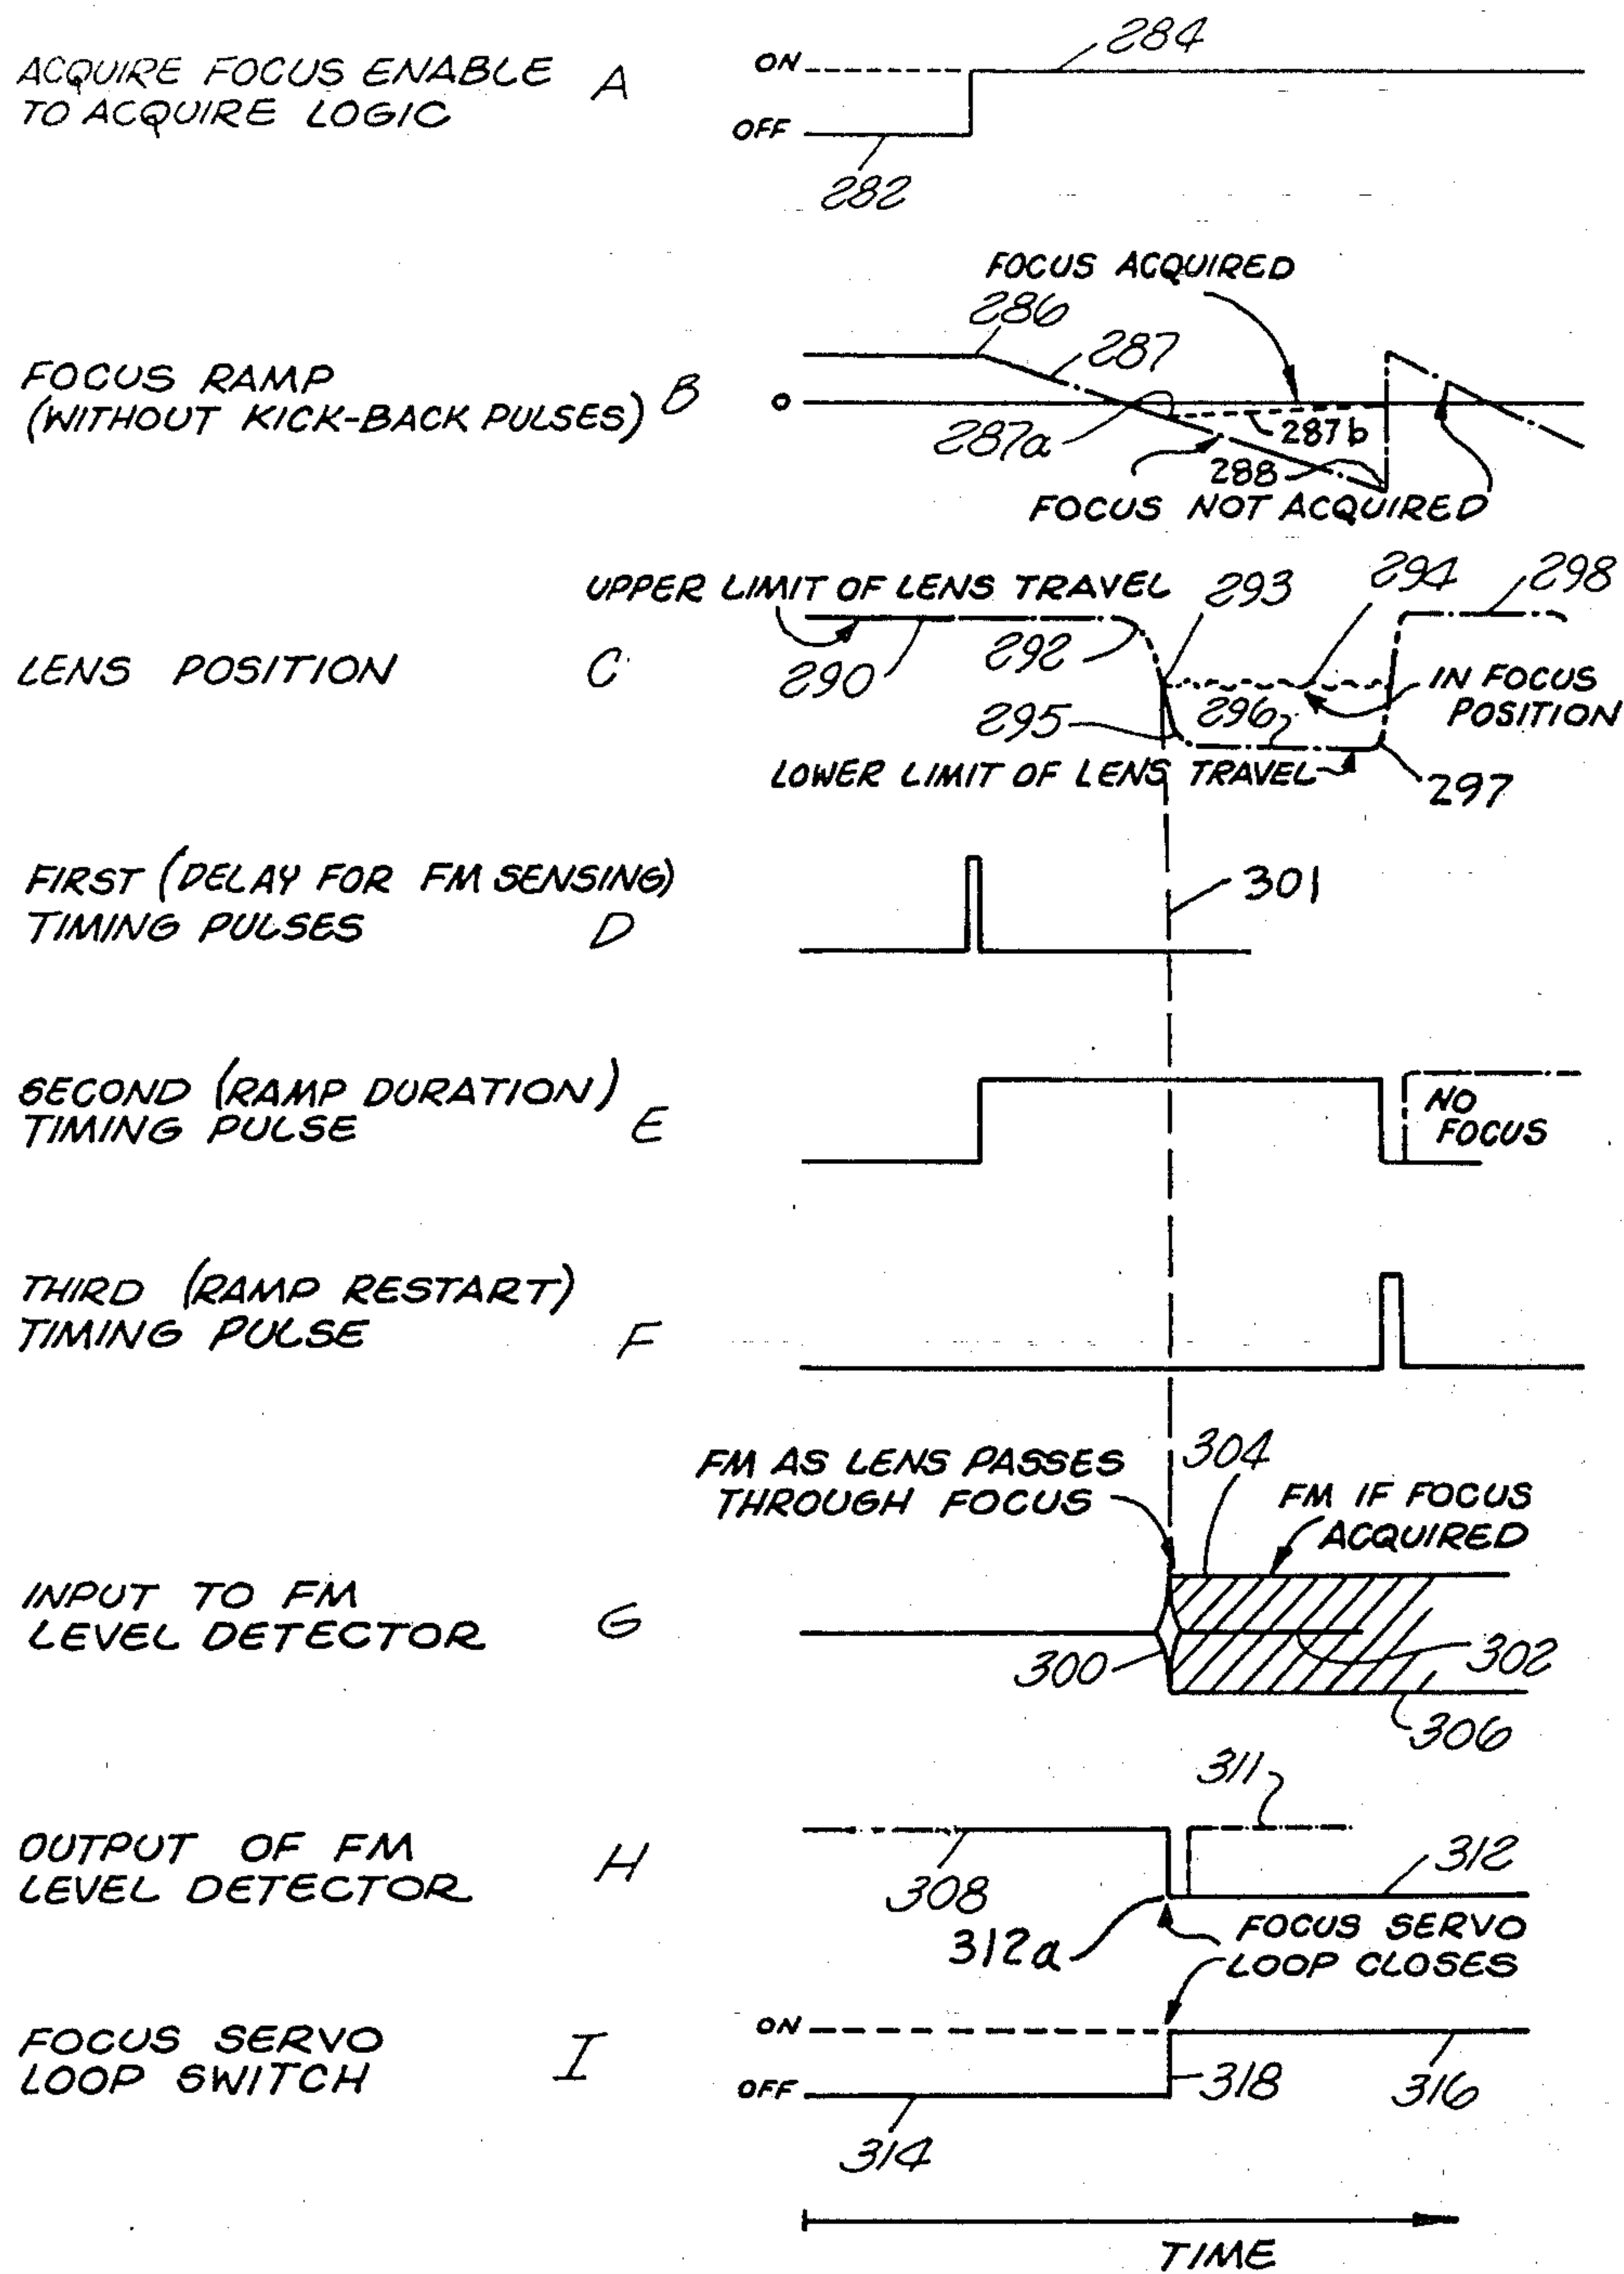 ACQUIRE FOCUS ENABLE
TO ACQUIRE LOGIC
A
ON
OFF
284
282
FOCUS ACQUIRED
FOCUS RAMP
(WITHOUT KICK-BACK PULSES)
B
0
286
287
287a
287b
288
FOCUS NOT ACQUIRED
LENS POSITION
C
UPPER LIMIT OF LENS TRAVEL
290
292
293
294
298
295
296
IN FOCUS
POSITION
LOWER LIMIT OF LENS TRAVEL
297
FIRST (DELAY FOR FM SENSING)
TIMING PULSES
D
301
SECOND (RAMP DURATION)
TIMING PULSE
E
NO
FOCUS
THIRD (RAMP RESTART)
TIMING PULSE
F
FM AS LENS PASSES
THROUGH FOCUS
304
FM IF FOCUS
ACQUIRED
INPUT TO FM
LEVEL DETECTOR
G
300
302
306
OUTPUT OF FM
LEVEL DETECTOR
H
311
308
312
312a
FOCUS SERVO
LOOP CLOSES
FOCUS SERVO
LOOP SWITCH
I
ON
OFF
318
316
314
TIME